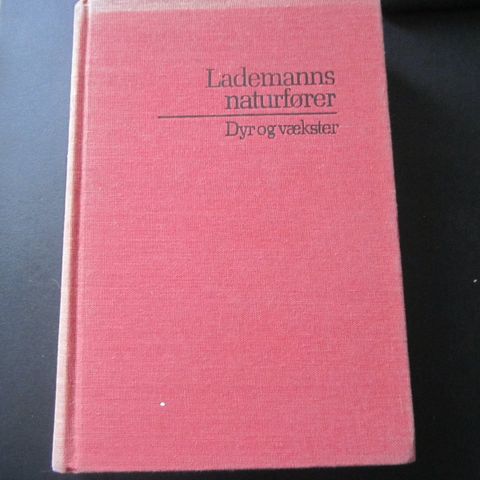 Lademanns
naturfører
Dyr og vækster